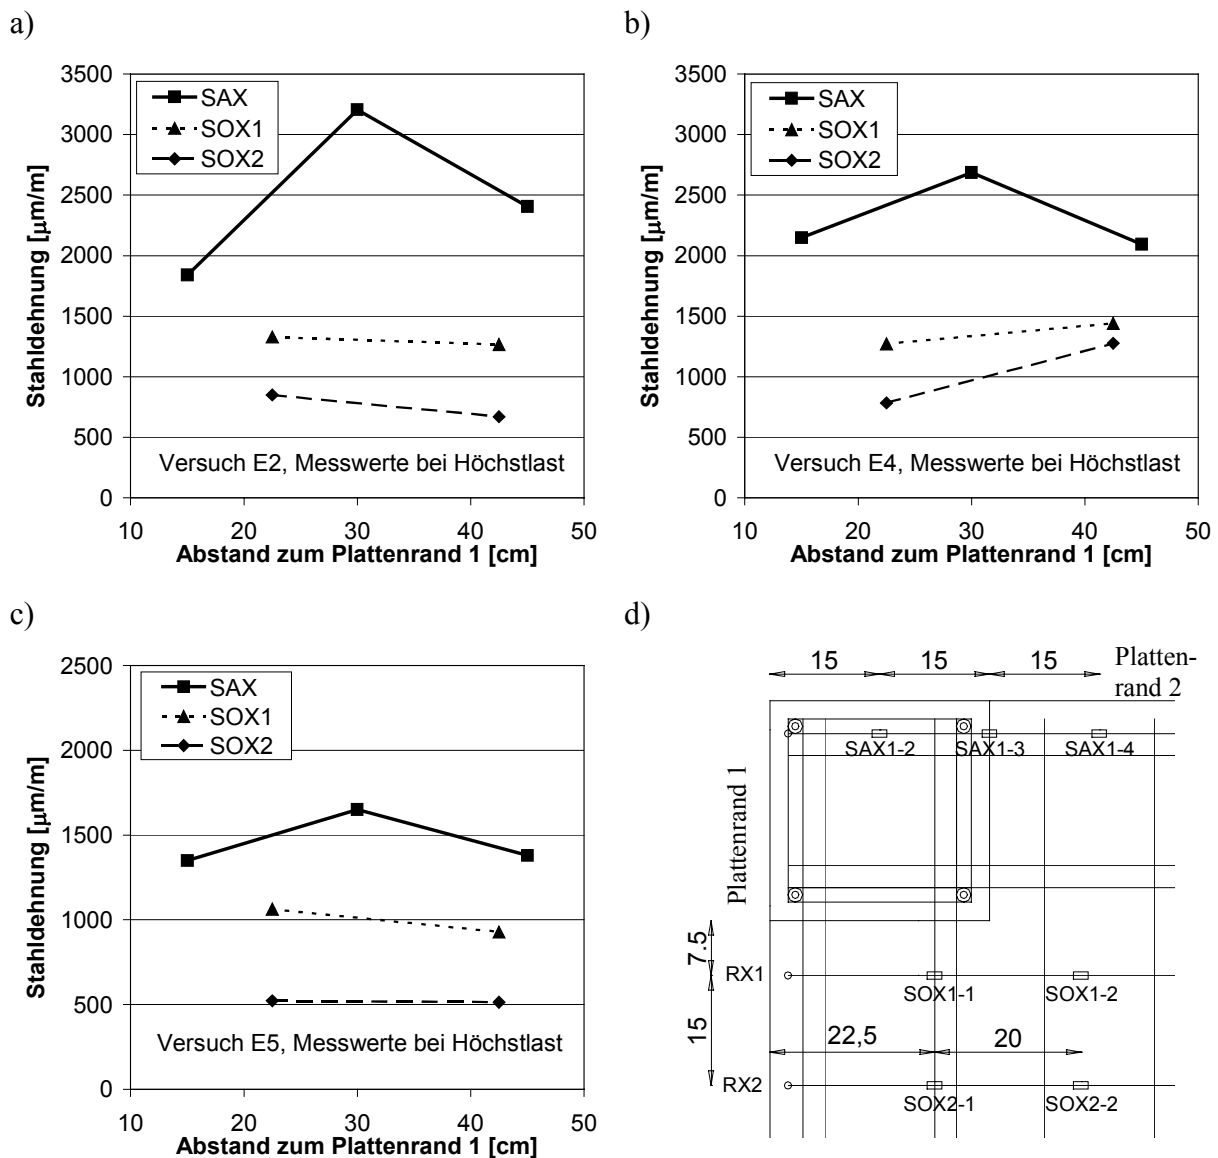 a)
3500
3000
2500
2000
1500
1000
500
0
Stahldehnung [µm/m]
SAX
SOX1
SOX2
Versuch E2, Messwerte bei Höchstlast
10 20 30 40 50
Abstand zum Plattenrand 1 [cm]
b)
3500
3000
2500
2000
1500
1000
500
0
Stahldehnung [µm/m]
SAX
SOX1
SOX2
Versuch E4, Messwerte bei Höchstlast
10 20 30 40 50
Abstand zum Plattenrand 1 [cm]
c)
2500
2000
1500
1000
500
0
Stahldehnung [µm/m]
SAX
SOX1
SOX2
Versuch E5, Messwerte bei Höchstlast
10 20 30 40 50
Abstand zum Plattenrand 1 [cm]
d)
15 15 15
Platten-
rand 2
SAX1-2 SAX1-3 SAX1-4
Plattenrand 1
7.5
RX1
SOX1-1 SOX1-2
15
22,5 20
RX2
SOX2-1 SOX2-2